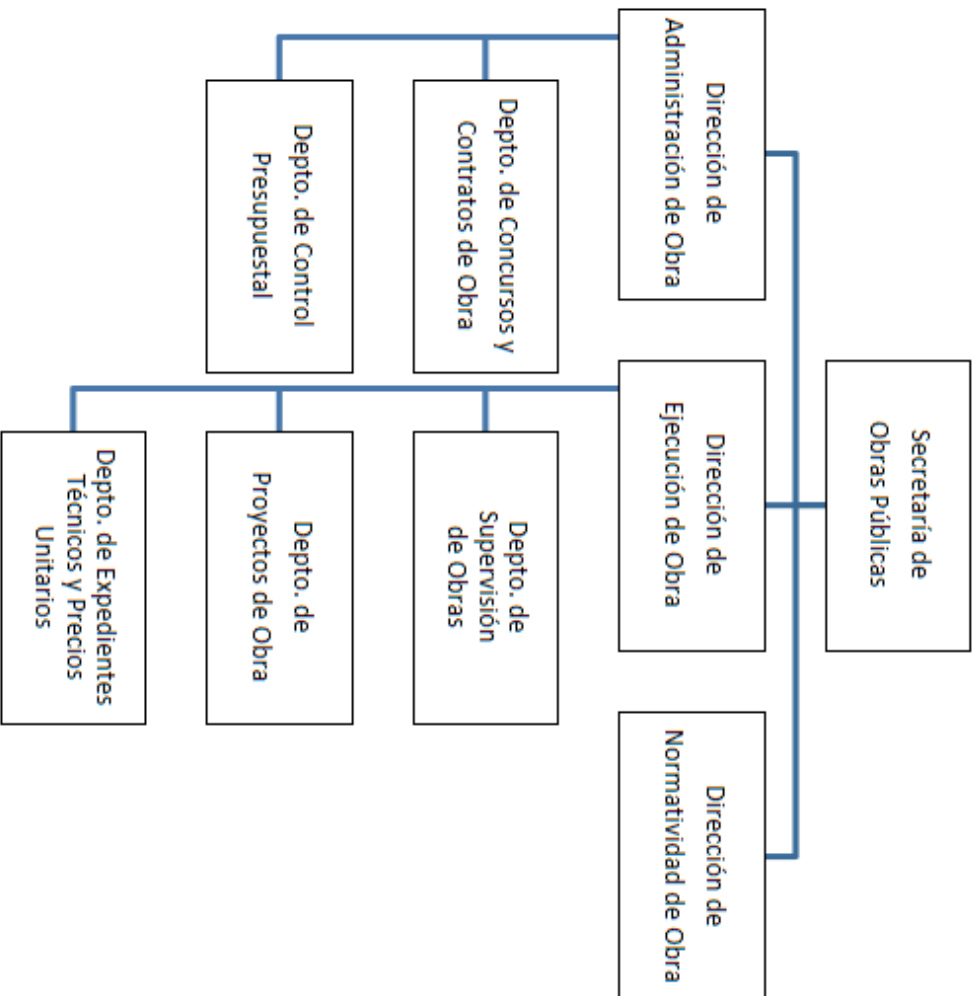 Secretaría de
Obras Públicas
Dirección de
Administración de Obra
Dirección de
Ejecución de Obra
Dirección de
Normatividad de Obra
Depto. de Concursos y
Contratos de Obra
Depto. de Control
Presupuestal
Depto. de
Supervisión
de Obras
Depto. de
Proyectos de Obra
Depto. de Expedientes
Técnicos y Precios
Unitarios